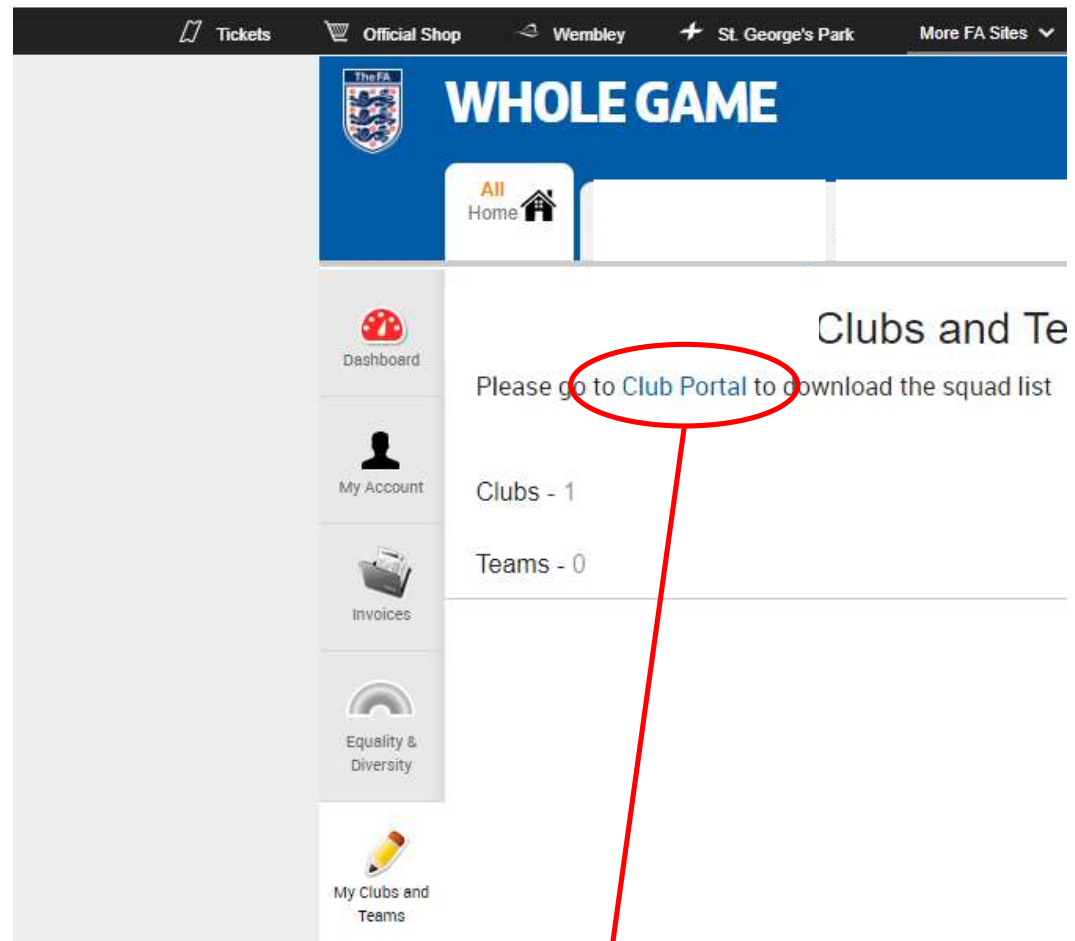 Tickets Official Shop Wembley St. George's Park More FA Sites
The FA
WHOLE GAME
All
Home
Dashboard
Clubs and Te
Please go to Club Portal to download the squad list
My Account
Clubs - 1
Teams - 0
Invoices
Equality &
Diversity
My Clubs and
Teams